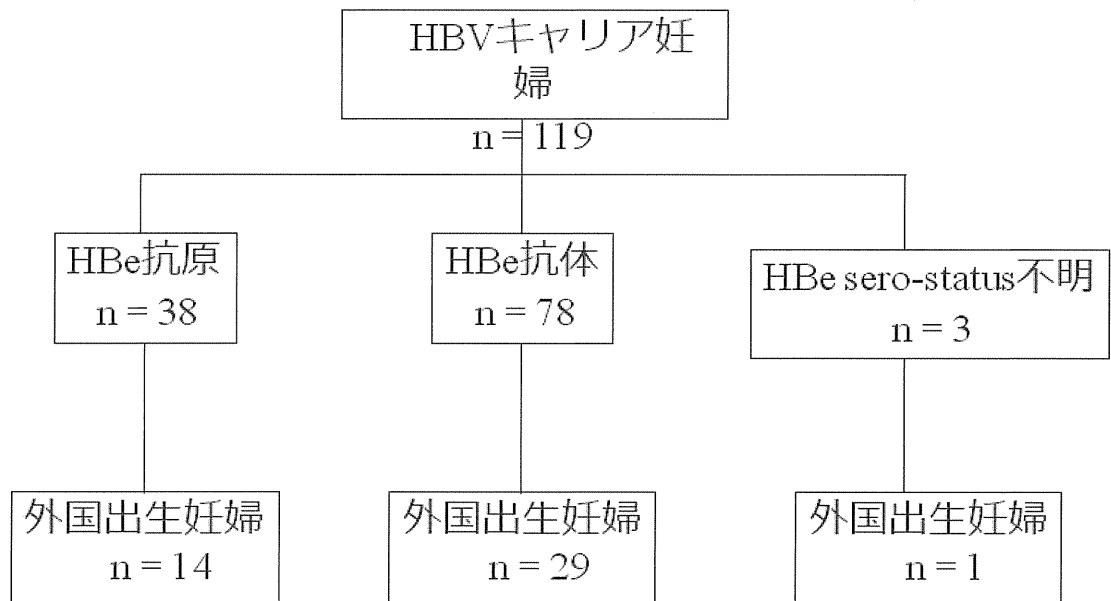 HBVキャリア妊
婦
n = 119
HBe抗原
n = 38
HBe抗体
n = 78
HBe sero-status不明
n = 3
外国出生妊婦
n = 14
外国出生妊婦
n = 29
外国出生妊婦
n = 1